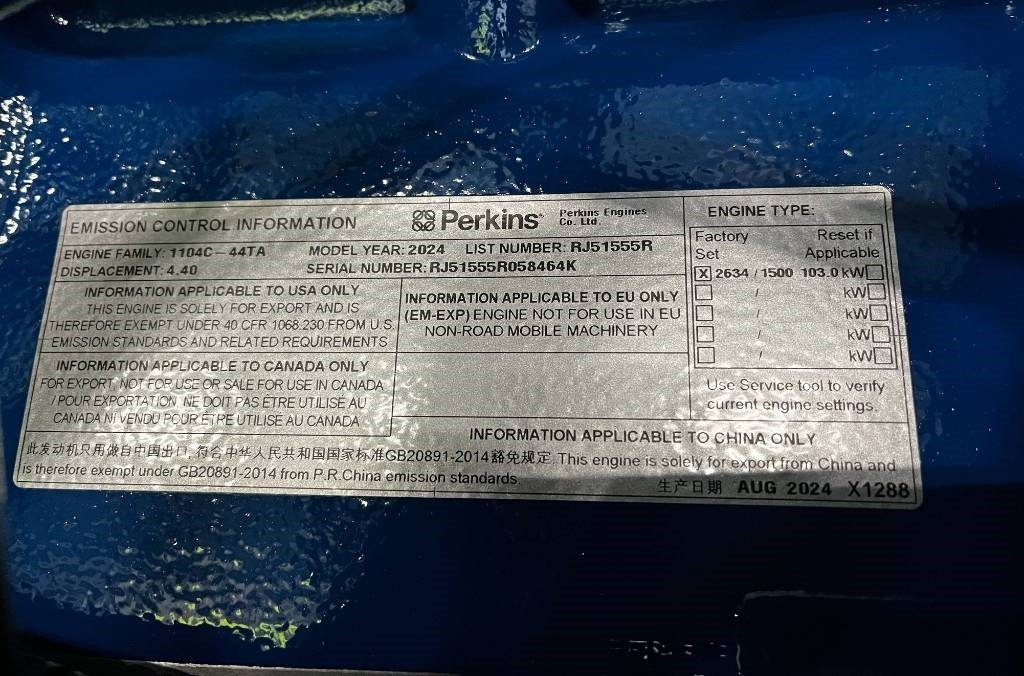 EMISSION CONTROL INFORMATION
Perkins
Perkins Engines
Co. Ltd.
ENGINE FAMILY: 1104C-44TA MODEL YEAR: 2024 LIST NUMBER: RJ51555R
DISPLACEMENT: 4.40 SERIAL NUMBER: RJ51555R058464K
INFORMATION APPLICABLE TO USA ONLY
THIS ENGINE IS SOLELY FOR EXPORT AND IS
THEREFORE EXEMPT UNDER 40 CFR 1068.230 FROM U.S.
EMISSION STANDARDS AND RELATED REQUIREMENTS
INFORMATION APPLICABLE TO CANADA ONLY
FOR EXPORT, NOT FOR USE OR SALE FOR USE IN CANADA
/ POUR EXPORTATION. NE DOIT PAS ÊTRE UTILISÉ AU
CANADA NI VENDU POUR ÊTRE UTILISÉ AU CANADA
INFORMATION APPLICABLE TO EU ONLY
(EM-EXP) ENGINE NOT FOR USE IN EU
NON-ROAD MOBILE MACHINERY
ENGINE TYPE:
Factory Reset if
Set Applicable
X 2634 / 1500 103.0 kW
/ kW
/ kW
/ kW
/ kW
Use Service tool to verify
current engine settings.
INFORMATION APPLICABLE TO CHINA ONLY
此发动机只用做自中国出口, 符合中华人民共和国国家标准GB20891-2014豁免规定. This engine is solely for export from China and
is therefore exempt under GB20891-2014 from P.R.China emission standards.
生产日期 AUG 2024 X1288